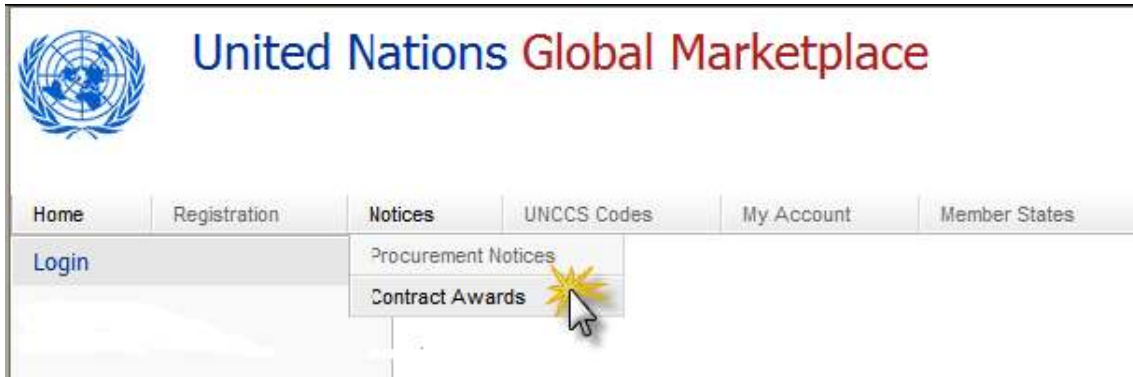 United Nations Global Marketplace
Home Registration Notices UNCCS Codes My Account Member States
Login
Procurement Notices
Contract Awards